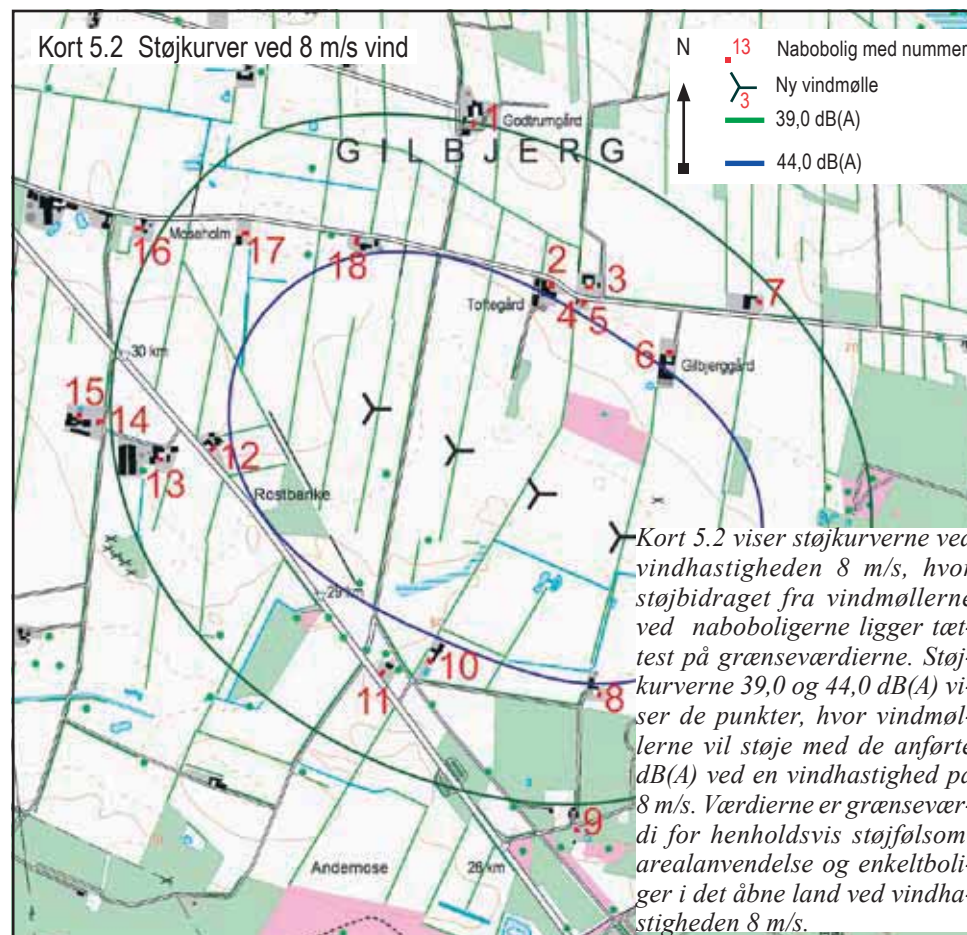 Kort 5.2 Støjkurver ved 8 m/s vind
N
13 Nabobolig med nummer
3 Ny vindmølle
39,0 dB(A)
44,0 dB(A)
1
Godtrumgård
GILBJERG
16
Moseholm
17
18
2
3
Toftegård
4
5
7
6
Gilbjerggård
30 km
15
14
12
13
Rostbanke
29 km
10
11
8
9
Andemose
26 km
Kort 5.2 viser støjkurverne ved
vindhastigheden 8 m/s, hvor
støjbidraget fra vindmøllerne
ved naboboligerne ligger tæt-
test på grænseværdierne. Støj-
kurverne 39,0 og 44,0 dB(A) vi-
ser de punkter, hvor vindmøl-
lerne vil støje med de anførte
dB(A) ved en vindhastighed på
8 m/s. Værdierne er grænsevær-
di for henholdsvis støjfølsom
arealanvendelse og enkeltboli-
ger i det åbne land ved vindha-
stigheden 8 m/s.